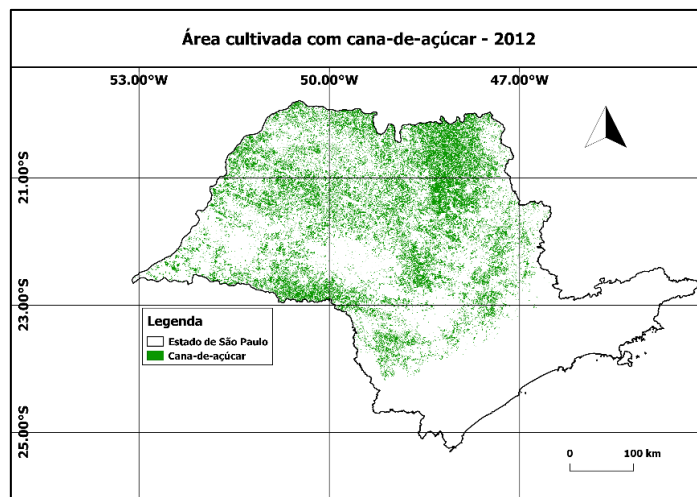 Área cultivada com cana-de-açúcar - 2012
53.00°W
50.00°W
47.00°W
21.00°S
23.00°S
25.00°S
Legenda
Estado de São Paulo
Cana-de-açúcar
0
100 km